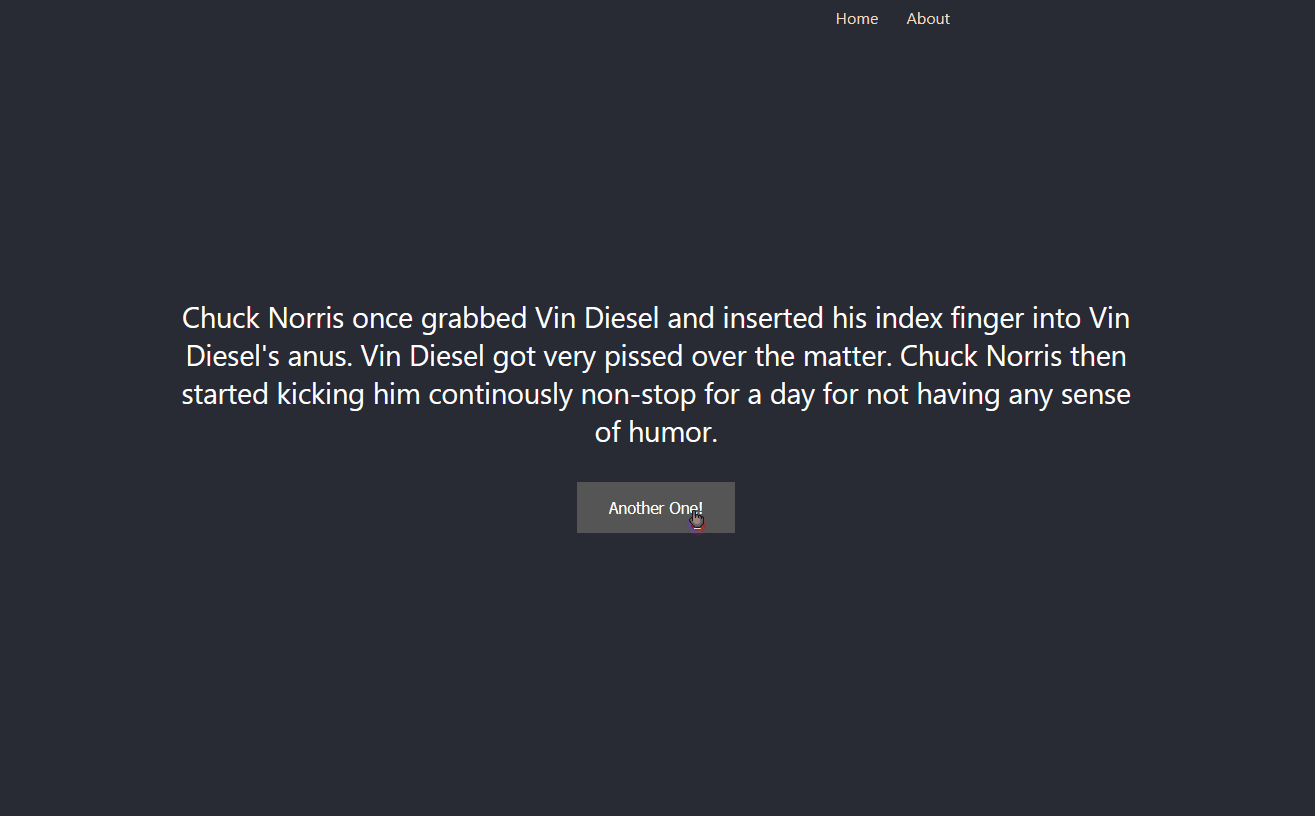 Home About
Chuck Norris once grabbed Vin Diesel and inserted his index finger into Vin
Diesel's anus. Vin Diesel got very pissed over the matter. Chuck Norris then
started kicking him continously non-stop for a day for not having any sense
of humor.
Another One!